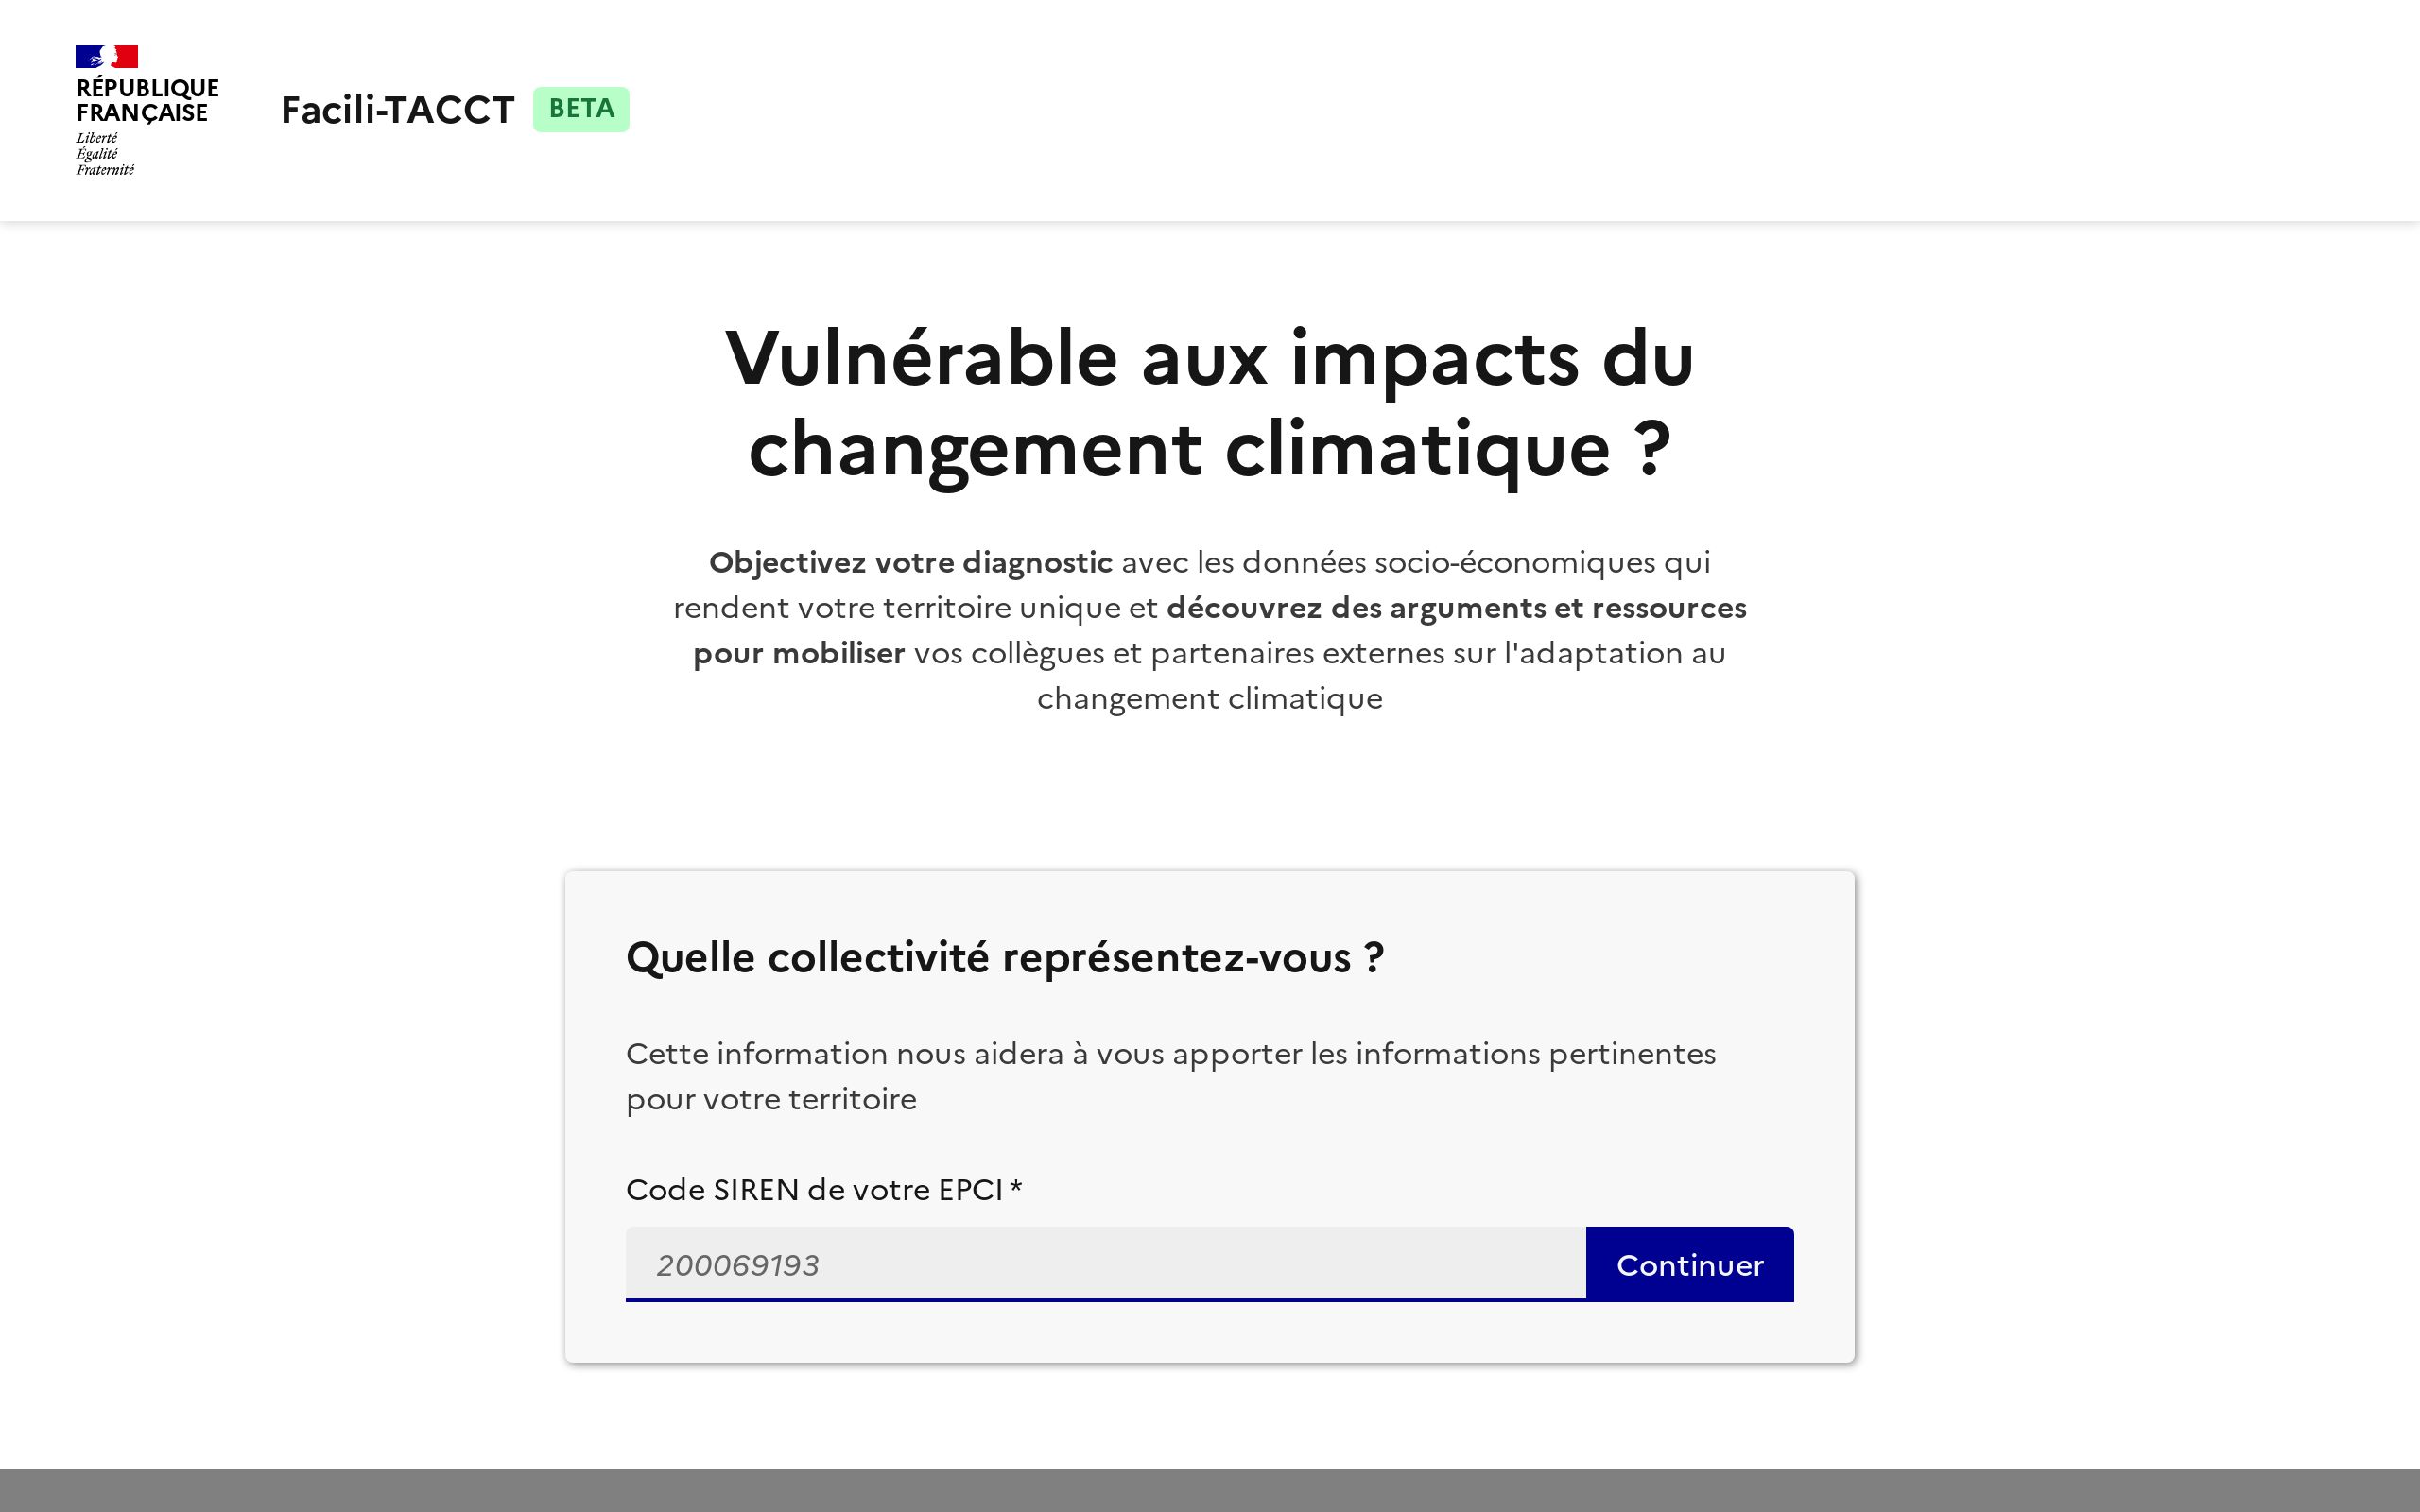 RÉPUBLIQUE
FRANÇAISE
Liberté
Égalité
Fraternité
Facili-TACCT BETA
Vulnérable aux impacts du
changement climatique ?
Objectivez votre diagnostic avec les données socio-économiques qui
rendent votre territoire unique et découvrez des arguments et ressources
pour mobiliser vos collègues et partenaires externes sur l'adaptation au
changement climatique
Quelle collectivité représentez-vous ?
Cette information nous aidera à vous apporter les informations pertinentes
pour votre territoire
Code SIREN de votre EPCI *
200069193 Continuer